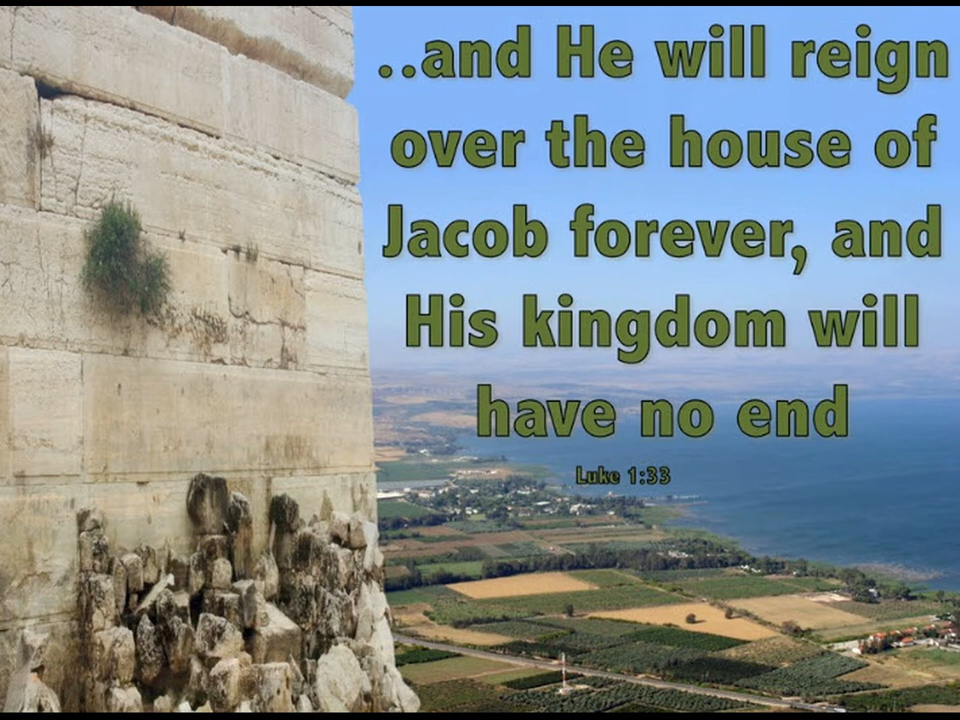 ..and He will reign
over the house of
Jacob forever, and
His kingdom will
have no end
Luke 1:33